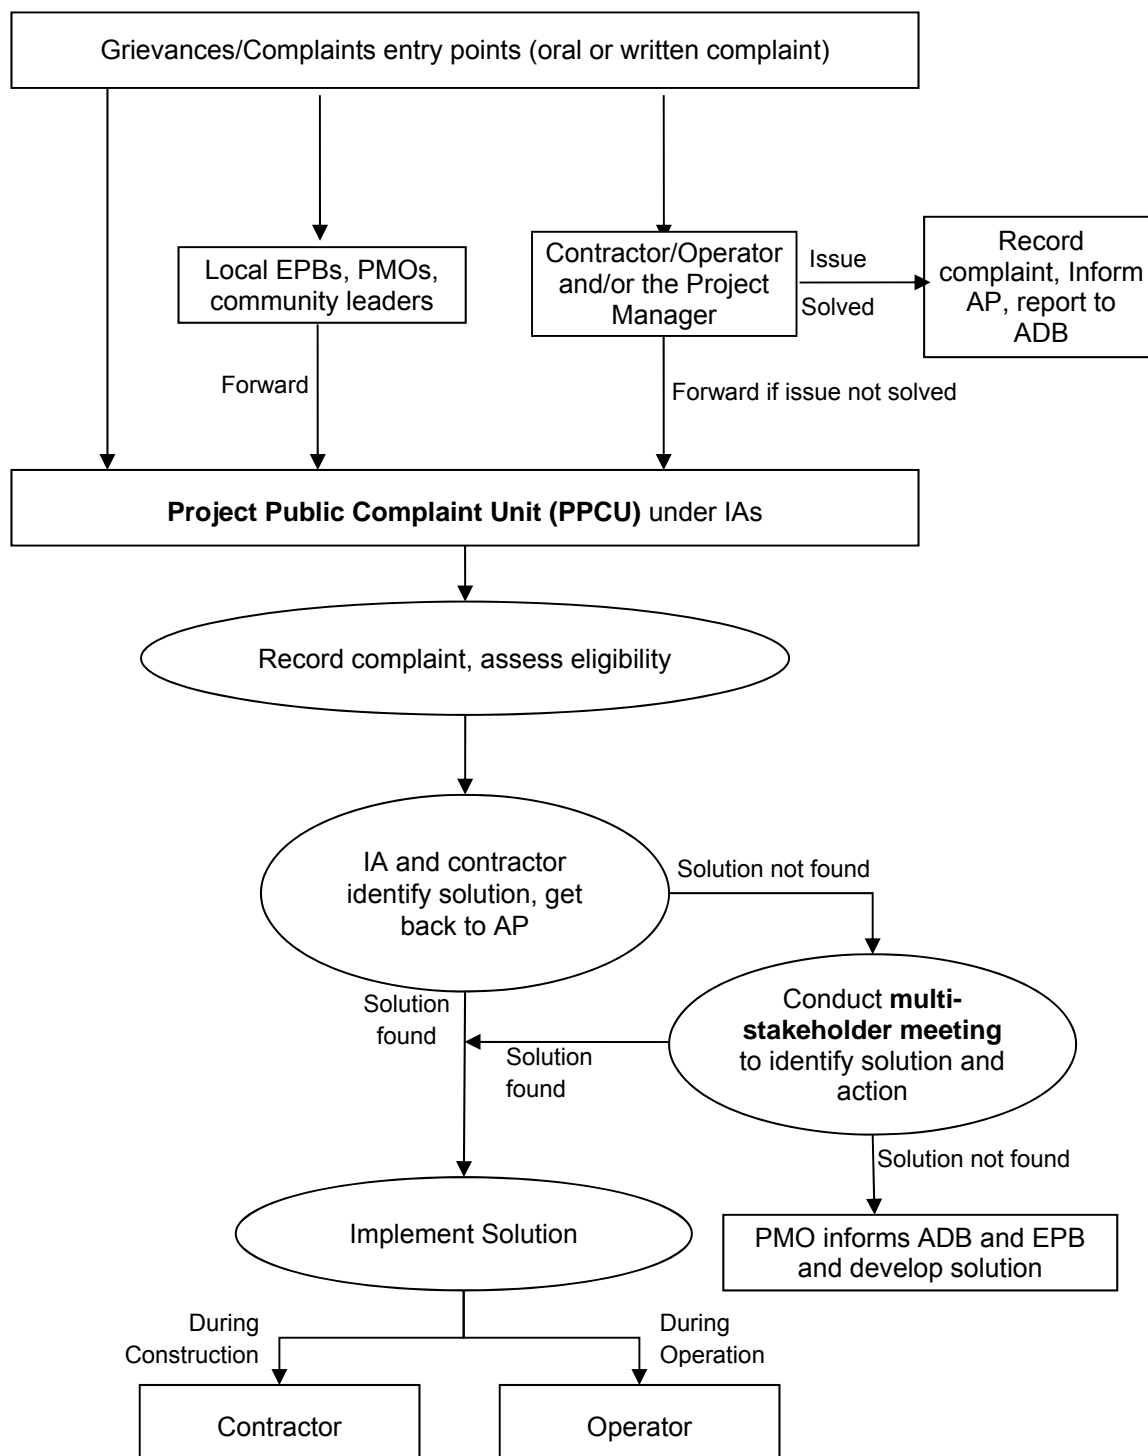 Grievances/Complaints entry points (oral or written complaint)
Local EPBs, PMOs,
community leaders
Contractor/Operator
and/or the Project
Manager
Issue
Solved
Record
complaint, Inform
AP, report to
ADB
Forward
Forward if issue not solved
Project Public Complaint Unit (PPCU) under IAs
Record complaint, assess eligibility
IA and contractor
identify solution, get
back to AP
Solution not found
Solution
found
Conduct multi-
stakeholder meeting
to identify solution and
action
Solution
found
Solution not found
Implement Solution
PMO informs ADB and EPB
and develop solution
During
Construction
During
Operation
Contractor
Operator